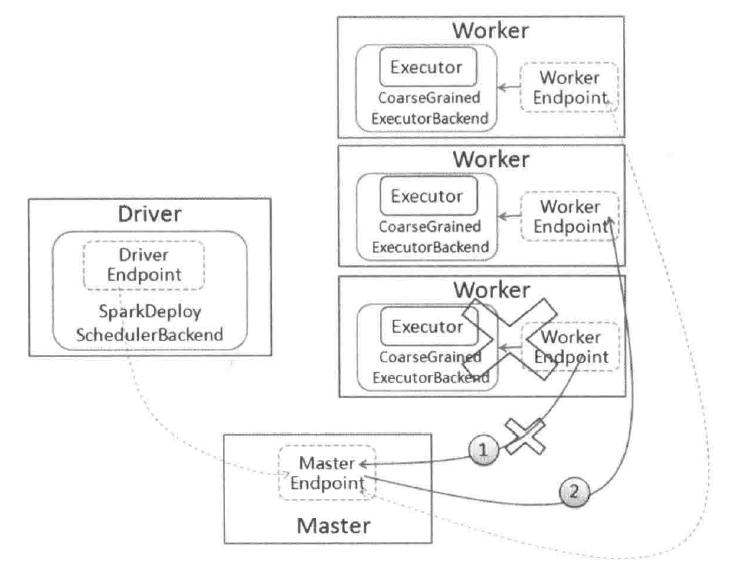 Worker
Executor
CoarseGrained
ExecutorBackend
Worker
Endpoint
Worker
Executor
CoarseGrained
ExecutorBackend
Worker
Endpoint
Driver
Driver
Endpoint
SparkDeploy
SchedulerBackend
Worker
Executor
CoarseGrained
ExecutorBackend
Worker
Endpoint
1
2
Master
Endpoint
Master